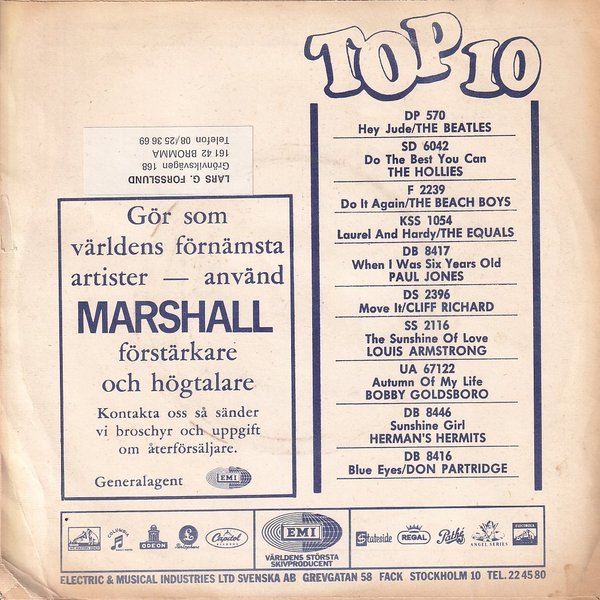 TOP 10
DP 570
Hey Jude/THE BEATLES
SD 6042
Do The Best You Can
THE HOLLIES
F 2239
Do It Again/THE BEACH BOYS
KSS 1054
Laurel And Hardy/THE EQUALS
DB 8417
When I Was Six Years Old
PAUL JONES
DS 2396
Move It/CLIFF RICHARD
SS 2116
The Sunshine Of Love
LOUIS ARMSTRONG
UA 67122
Autumn Of My Life
BOBBY GOLDSBORO
DB 8446
Sunshine Girl
HERMAN'S HERMITS
DB 8416
Blue Eyes/DON PARTRIDGE
LARS G. FORSSLUND
Grönviksvägen 168
161 42 BROMMA
Telefon 08/25 36 69
Gör som
världens förnämsta
artister — använd
MARSHALL
förstärkare
och högtalare
Kontakta oss så sänder
vi broschyr och uppgift
om återförsäljare.
Generalagent EMI
COLUMBIA
ODEON
Capitol
EMI
VÄRLDENS STÖRSTA
SKIVPRODUCENT
Stateside
REGAL
Pathé
ANGEL SERIES
ELECTROLA
ELECTRIC & MUSICAL INDUSTRIES LTD SVENSKA AB GREVGATAN 58 FACK STOCKHOLM 10 TEL. 22 45 80